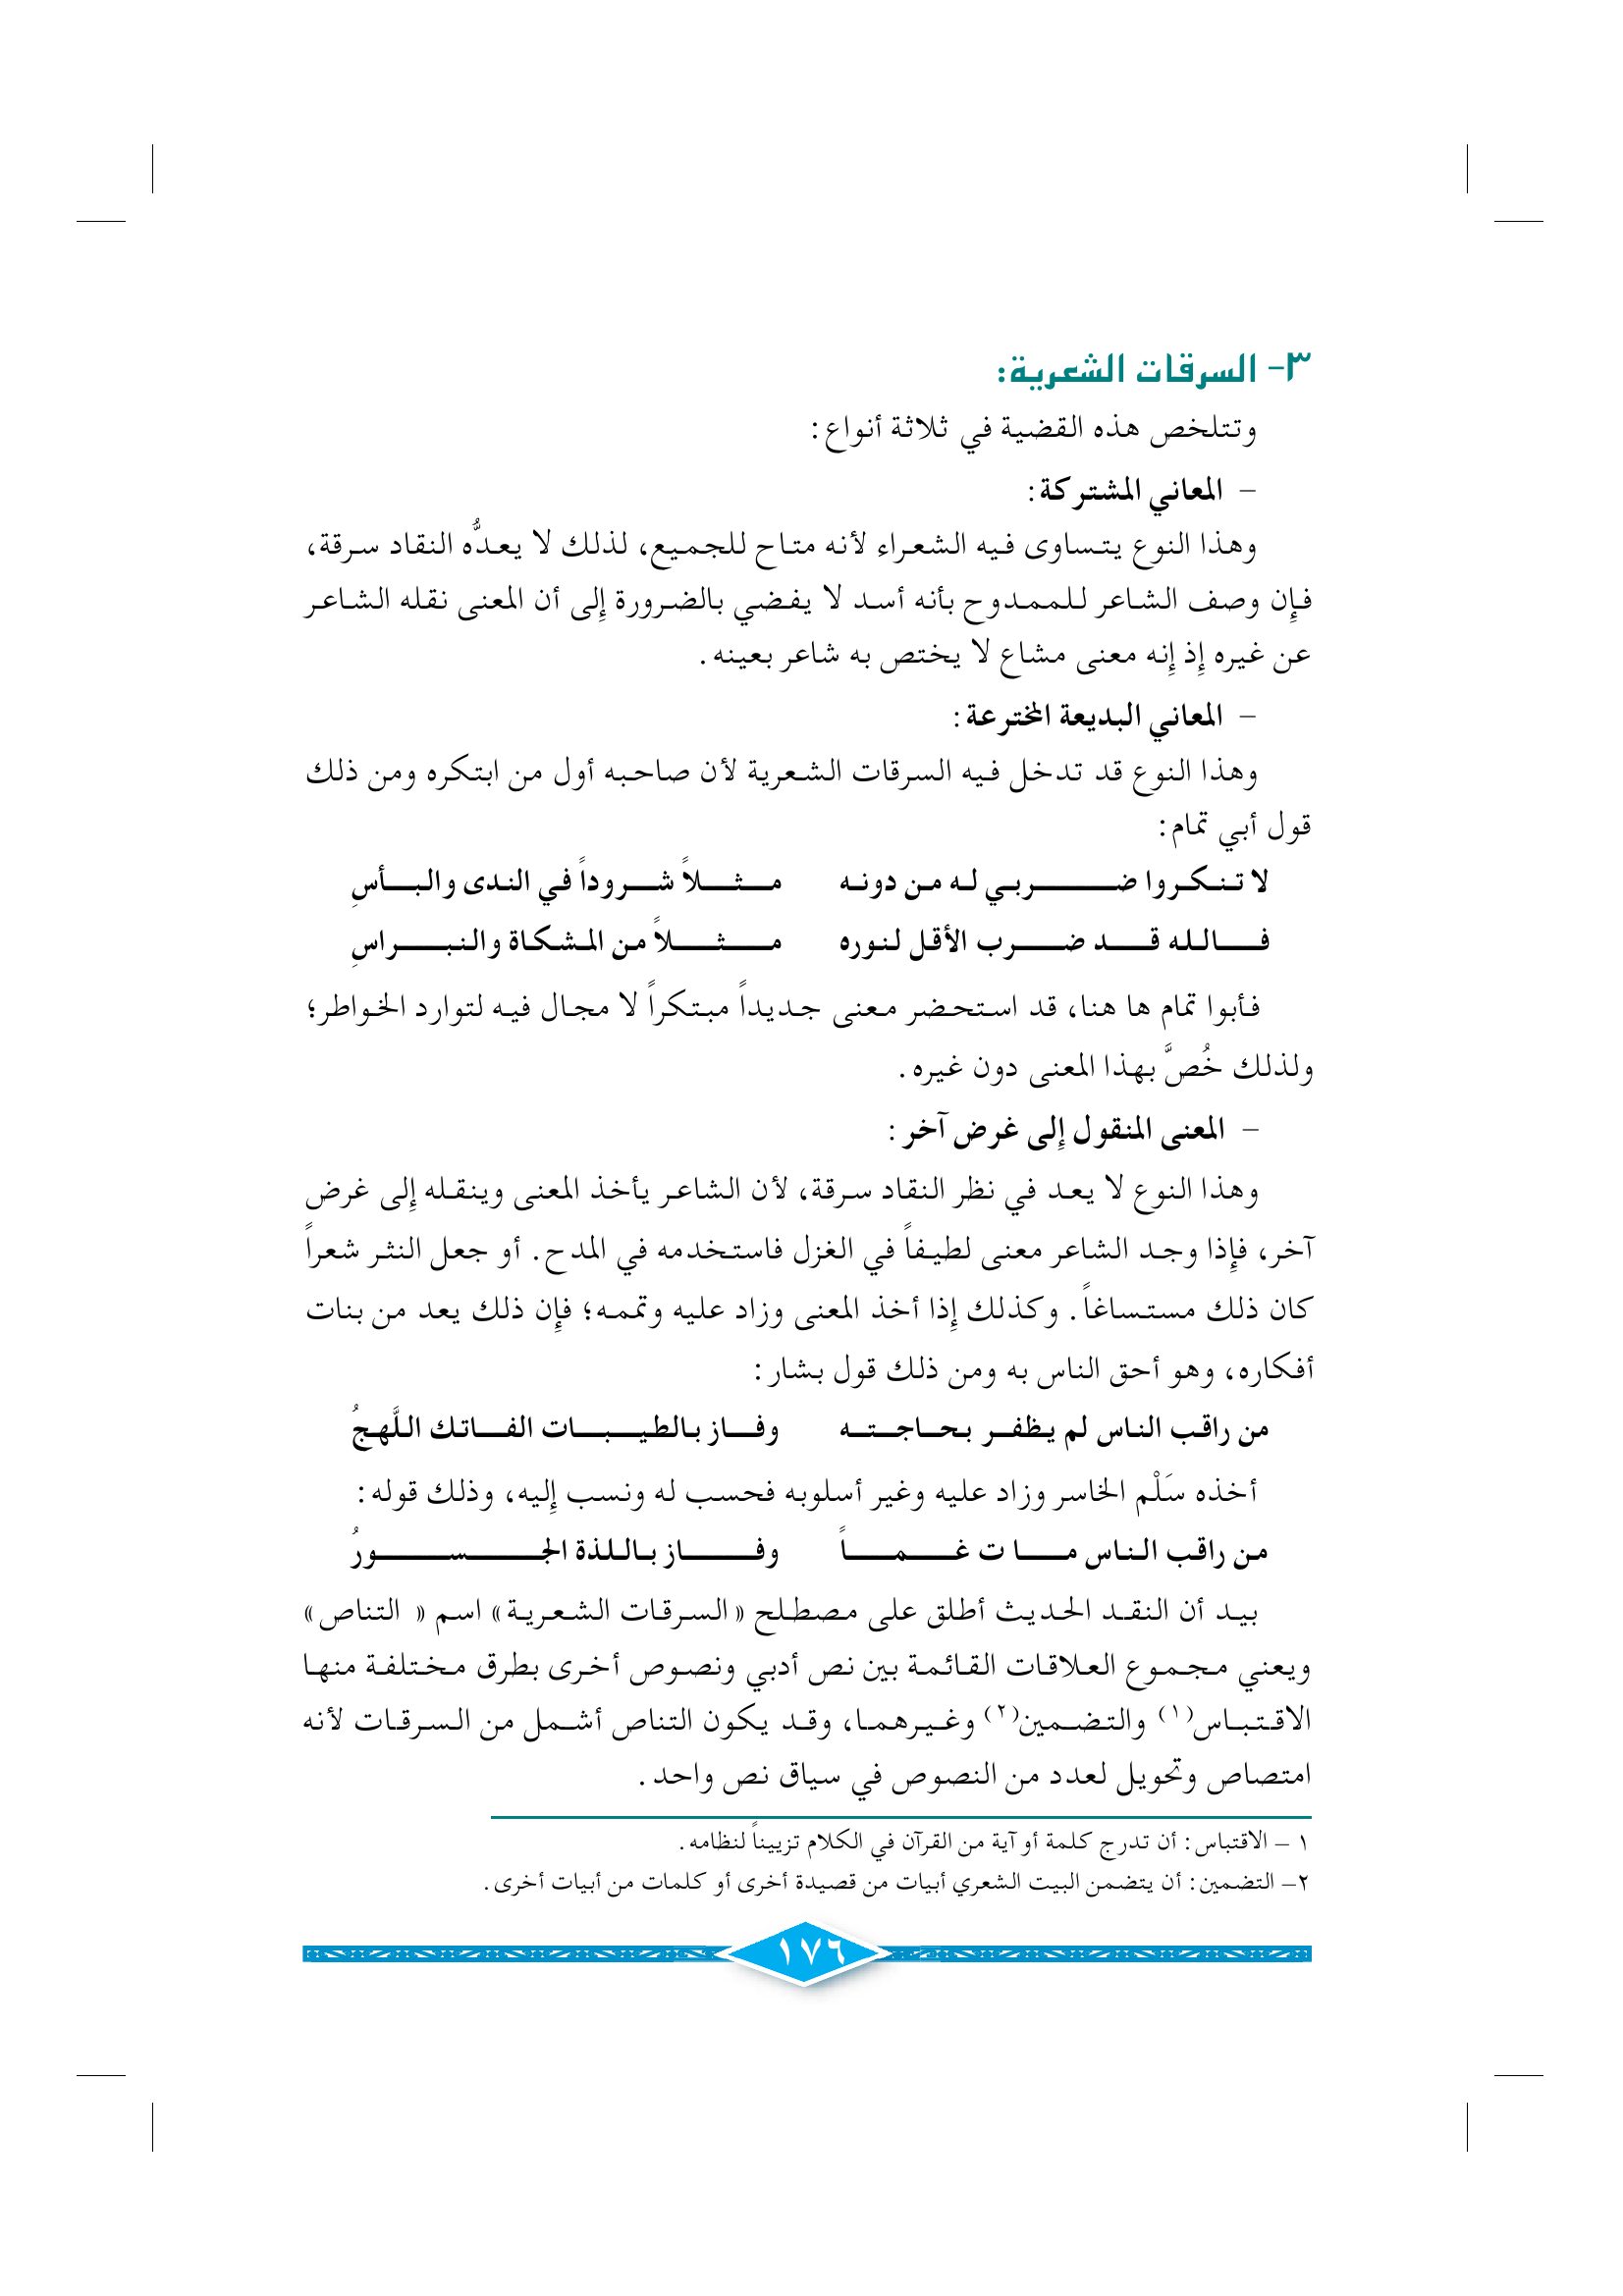 ٣- السرقات الشعرية:
وتتلخص هذه القضية في ثلاثة أنواع:
– المعاني المشتركة:
وهذا النوع يتساوى فيه الشعراء لأنه متاح للجميع، لذلك لا يعدُّه النقاد سرقة،
فإِن وصف الشاعر للممدوح بأنه أسد لا يفضي بالضرورة إِلى أن المعنى نقله الشاعر
عن غيره إِذ إِنه معنى مشاع لا يختص به شاعر بعينه.
– المعاني البديعة المخترعة:
وهذا النوع قد تدخل فيه السرقات الشعرية لأن صاحبه أول من ابتكره ومن ذلك
قول أبي تمام:
لا تنكروا ضربي له من دونه مثلاً شروداً في الندى والبأسِ
فالله قد ضرب الأقل لنوره مثلاً من المشكاة والنبراسِ
فأبوا تمام ها هنا، قد استحضر معنى جديداً مبتكراً لا مجال فيه لتوارد الخواطر؛
ولذلك خُصَّ بهذا المعنى دون غيره.
– المعنى المنقول إِلى غرض آخر:
وهذا النوع لا يعد في نظر النقاد سرقة، لأن الشاعر يأخذ المعنى وينقله إِلى غرض
آخر، فإِذا وجد الشاعر معنى لطيفاً في الغزل فاستخدمه في المدح. أو جعل النثر شعراً
كان ذلك مستساغاً. وكذلك إِذا أخذ المعنى وزاد عليه وتممه؛ فإِن ذلك يعد من بنات
أفكاره، وهو أحق الناس به ومن ذلك قول بشار:
من راقب الناس لم يظفر بحاجته وفاز بالطيبات الفاتك اللَّهجُ
أخذه سَلْم الخاسر وزاد عليه وغير أسلوبه فحسب له ونسب إِليه، وذلك قوله:
من راقب الناس ما ت غماً وفاز باللذة الجسورُ
بيد أن النقد الحديث أطلق على مصطلح «السرقات الشعرية» اسم « التناص»
ويعني مجموع العلاقات القائمة بين نص أدبي ونصوص أخرى بطرق مختلفة منها
الاقتباس(١) والتضمين(٢) وغيرهما، وقد يكون التناص أشمل من السرقات لأنه
امتصاص وتحويل لعدد من النصوص في سياق نص واحد.
١ – الاقتباس: أن تدرج كلمة أو آية من القرآن في الكلام تزييناً لنظامه.
٢– التضمين: أن يتضمن البيت الشعري أبيات من قصيدة أخرى أو كلمات من أبيات أخرى.
١٧٦